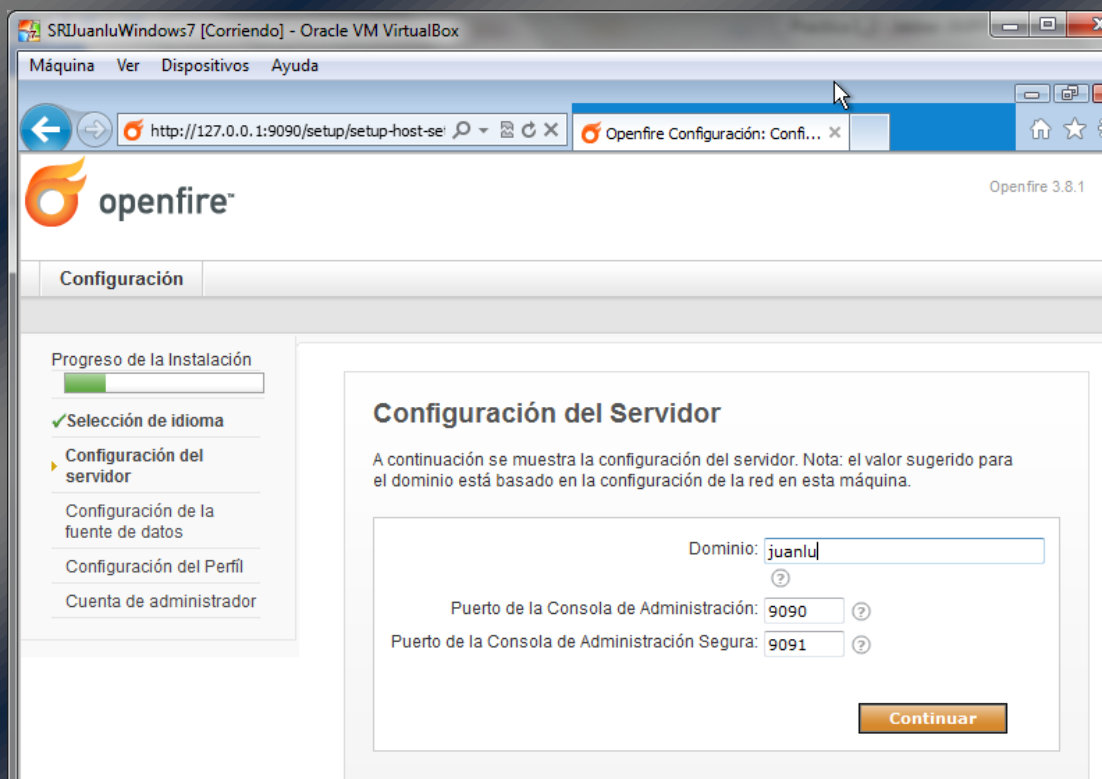 SRIJuanluWindows7 [Corriendo] - Oracle VM VirtualBox
Máquina Ver Dispositivos Ayuda
http://127.0.0.1:9090/setup/setup-host-se
Openfire Configuración: Confi...
openfire™
Openfire 3.8.1
Configuración
Progreso de la Instalación
Selección de idioma
Configuración del
servidor
Configuración de la
fuente de datos
Configuración del Perfíl
Cuenta de administrador
Configuración del Servidor
A continuación se muestra la configuración del servidor. Nota: el valor sugerido para
el dominio está basado en la configuración de la red en esta máquina.
Dominio: juanlu
Puerto de la Consola de Administración: 9090
Puerto de la Consola de Administración Segura: 9091
Continuar